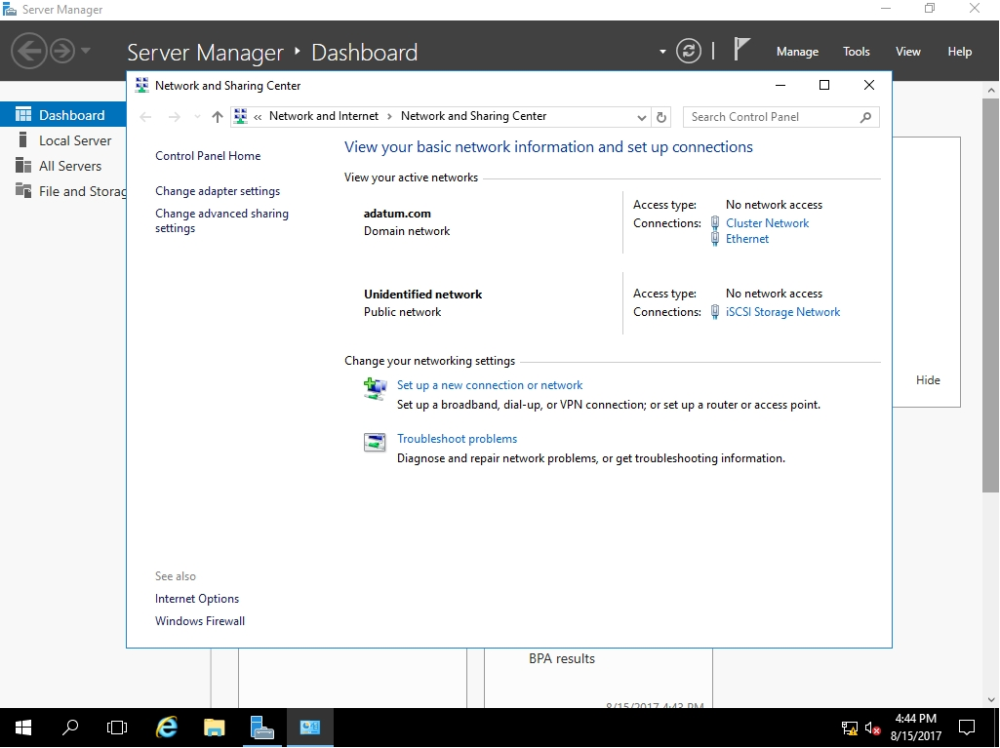 Server Manager
Server Manager • Dashboard
Manage Tools View Help
Network and Sharing Center
Dashboard
Local Server
All Servers
File and Storag
« Network and Internet > Network and Sharing Center
Search Control Panel
Control Panel Home
Change adapter settings
Change advanced sharing
settings
View your basic network information and set up connections
View your active networks
adatum.com
Domain network
Access type: No network access
Connections: Cluster Network
Ethernet
Unidentified network
Public network
Access type: No network access
Connections: iSCSI Storage Network
Change your networking settings
Set up a new connection or network
Set up a broadband, dial-up, or VPN connection; or set up a router or access point.
Troubleshoot problems
Diagnose and repair network problems, or get troubleshooting information.
Hide
See also
Internet Options
Windows Firewall
BPA results
8/15/2017 4:43 PM
4:44 PM
8/15/2017